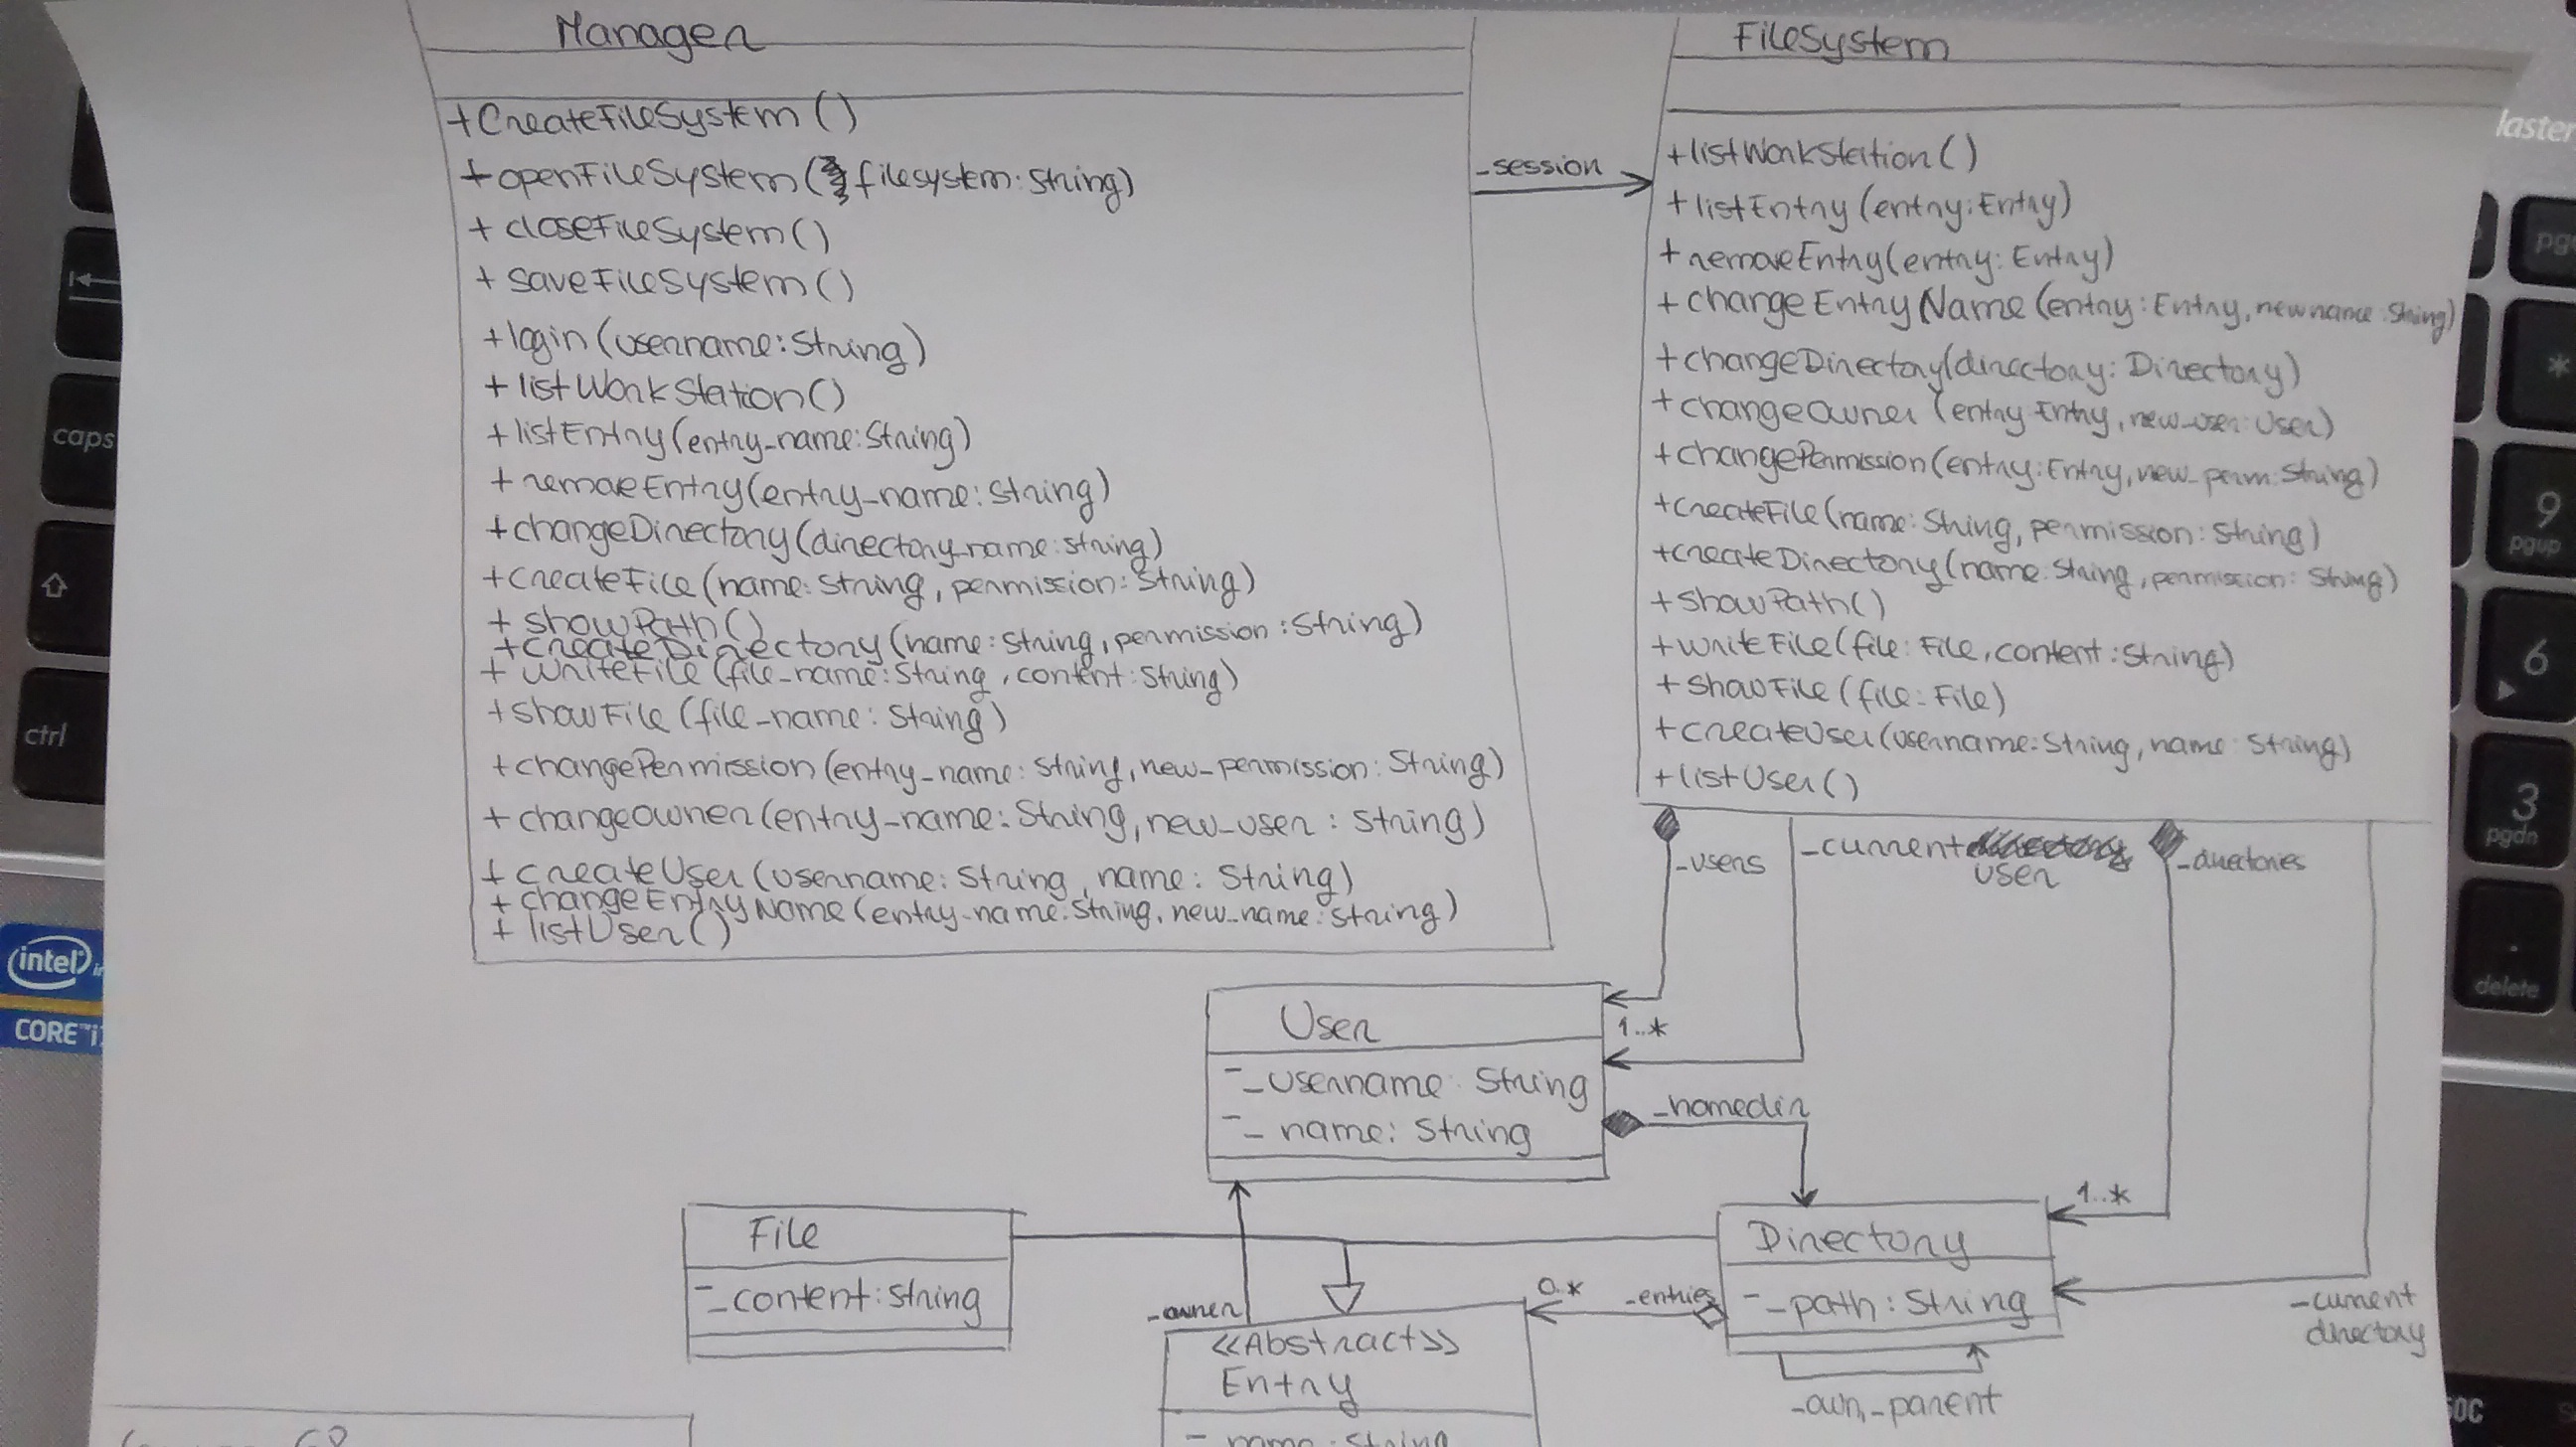 Manager
+CreateFileSystem()
+openFileSystem(filesystem:String)
+closeFileSystem()
+saveFileSystem()
+login(username:String)
+listWorkStation()
+listEntry(entry_name:String)
+removeEntry(entry_name:String)
+changeDirectory(directory_name:string)
+createFile(name:String, permission:String)
+showPath()
+createDirectory(name:String, permission:String)
+writeFile(file_name:String, content:String)
+showFile(file_name:String)
+changePermission(entry_name:String, new_permission:String)
+changeowner(entry_name:String, new_user:String)
+createUser(username:String, name:String)
+changeEntryName(entry_name:String, new_name:String)
+listUser()
_session
FileSystem
+listWorkStation()
+listEntry(entry:Entry)
+removeEntry(entry:Entry)
+changeEntryName(entry:Entry, newname:String)
+changeDirectory(directory:Directory)
+changeowner(entry:Entry, new_user:User)
+changePermission(entry:Entry, new_perm:String)
+createFile(name:String, permission:String)
+createDirectory(name:String, permission:String)
+showPath()
+writeFile(file:File, content:String)
+showFile(file:File)
+createUser(username:String, name:String)
+listUser()
_users
_current
user
_directories
1..*
User
-_username:String
-_name:String
_homedir
1..*
File
-_content:String
_owner
0..*
_entries
Directory
-_path:String
_current
directory
_own,_parent
<<Abstract>>
Entry
-_name:String
caps
ctrl
intel
CORE
9
pgup
*
6
3
pgdn
.
delete